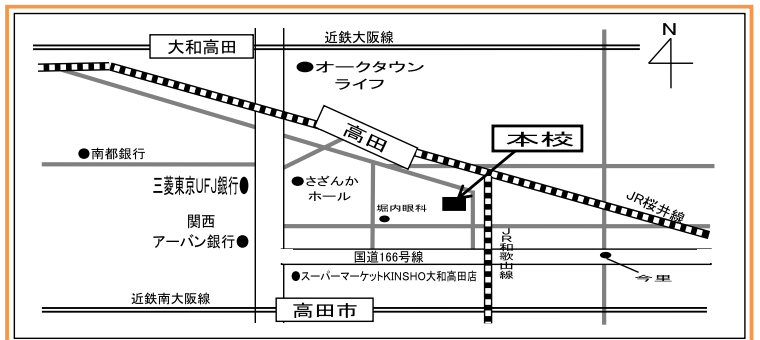 近鉄大阪線
N
大和高田
オークタウン
ライフ
高田
本校
南都銀行
三菱東京UFJ銀行
さざんか
ホール
堀内眼科
JR桜井線
関西
アーバン銀行
JR和歌山線
国道166号線
スーパーマーケットKINSHO大和高田店
今里
近鉄南大阪線
高田市